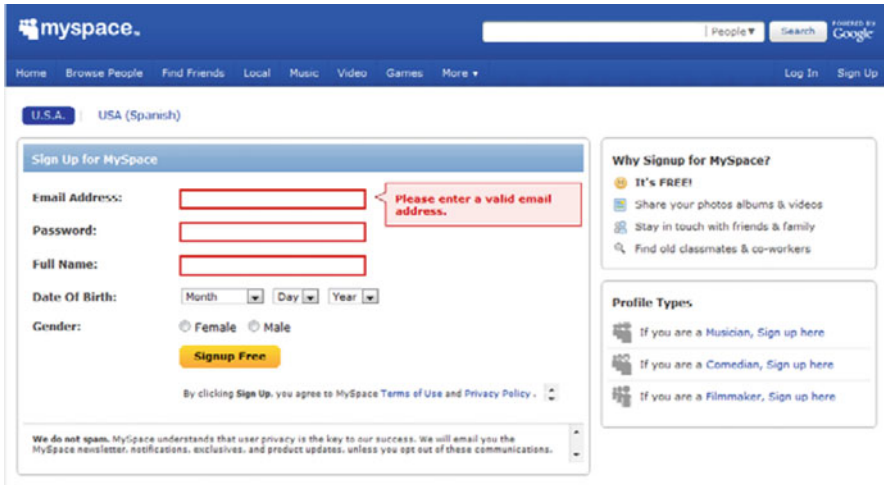 myspace.
People▼ Search POWERED BY
Google
Home Browse People Find Friends Local Music Video Games More ▾ Log In Sign Up
U.S.A. | USA (Spanish)
Sign Up for MySpace
Email Address:
Please enter a valid email
address.
Password:
Full Name:
Date Of Birth: Month Day Year
Gender: Female Male
Signup Free
By clicking Sign Up, you agree to MySpace Terms of Use and Privacy Policy .
We do not spam. MySpace understands that user privacy is the key to our success. We will email you the
MySpace newsletter, notifications, exclusives, and product updates, unless you opt out of these communications.
Why Signup for MySpace?
It's FREE!
Share your photos albums & videos
Stay in touch with friends & family
Find old classmates & co-workers
Profile Types
If you are a Musician, Sign up here
If you are a Comedian, Sign up here
If you are a Filmmaker, Sign up here